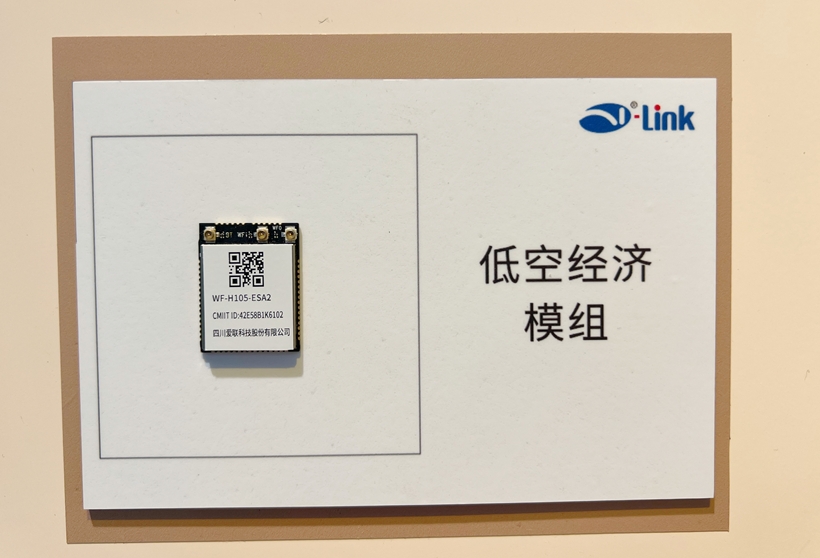 ®-Link
WF-H105-ESA2
CMIIT ID:42E58B1K6102
四川爱联科技股份有限公司
低空经济
模组